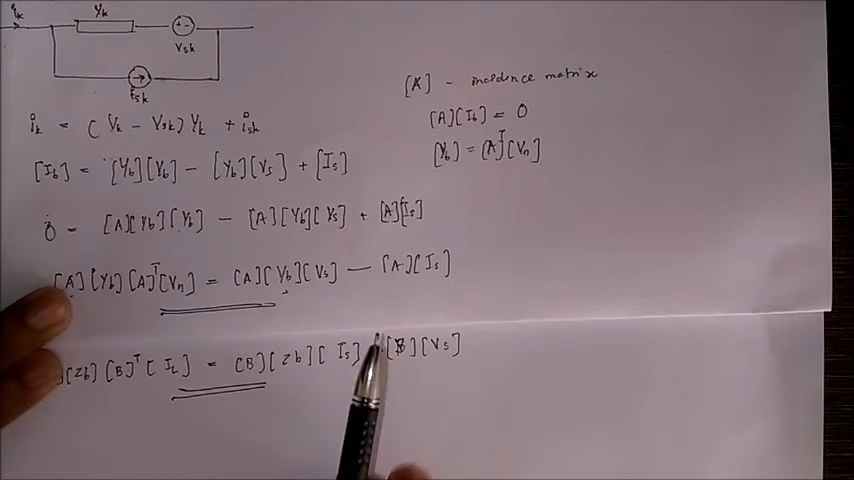 ik
yk
+ -
vsk
isk
ik = (Vk - Vsk) Yk + isk
[Ib] = [Yb][Vb] - [Yb][Vs] + [Is]
0 = [A][Yb][Vb] - [A][Yb][Vs] + [A][Is]
[A][Yb][A]ᵀ[Vn] = [A][Yb][Vs] - [A][Is]
[Zb][B]ᵀ[IL] = [B][Zb][Is] [B][Vs]
[A] - incidence matrix
[A][Ib] = 0
[Vb] = [A]ᵀ[Vn]